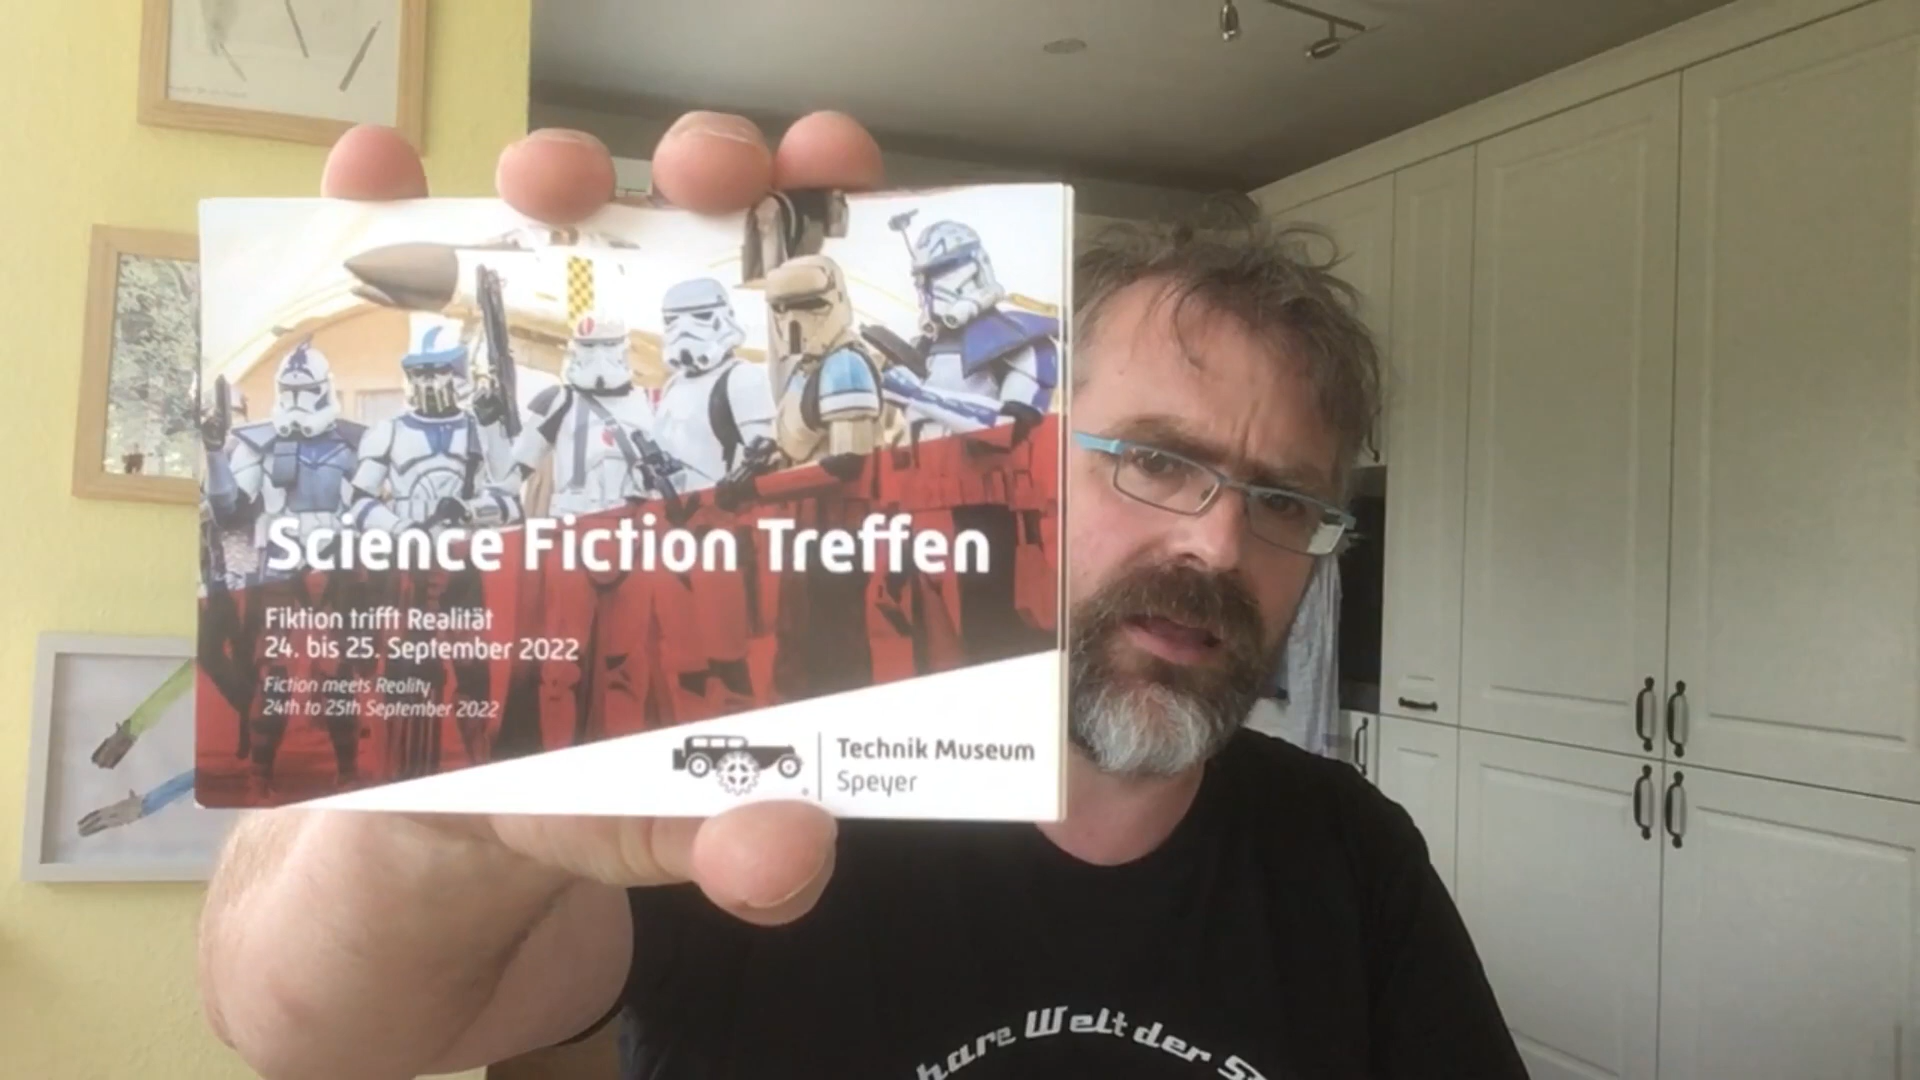 Science Fiction Treffen
Fiktion trifft Realität
24. bis 25. September 2022
Fiction meets Reality
24th to 25th September 2022
Technik Museum
Speyer
Welt der